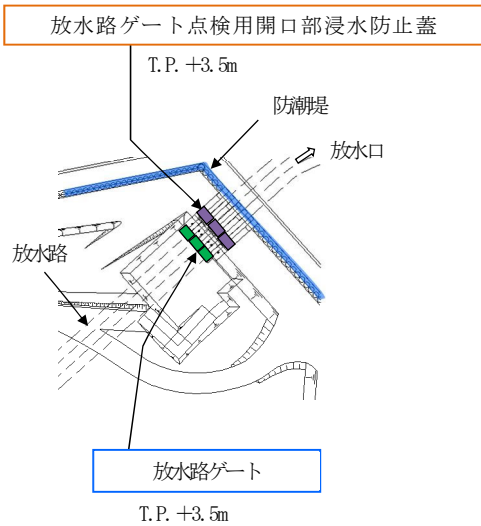 放水路ゲート点検用開口部浸水防止蓋
T.P.+3.5m
防潮堤
放水口
放水路
放水路ゲート
T.P.+3.5m